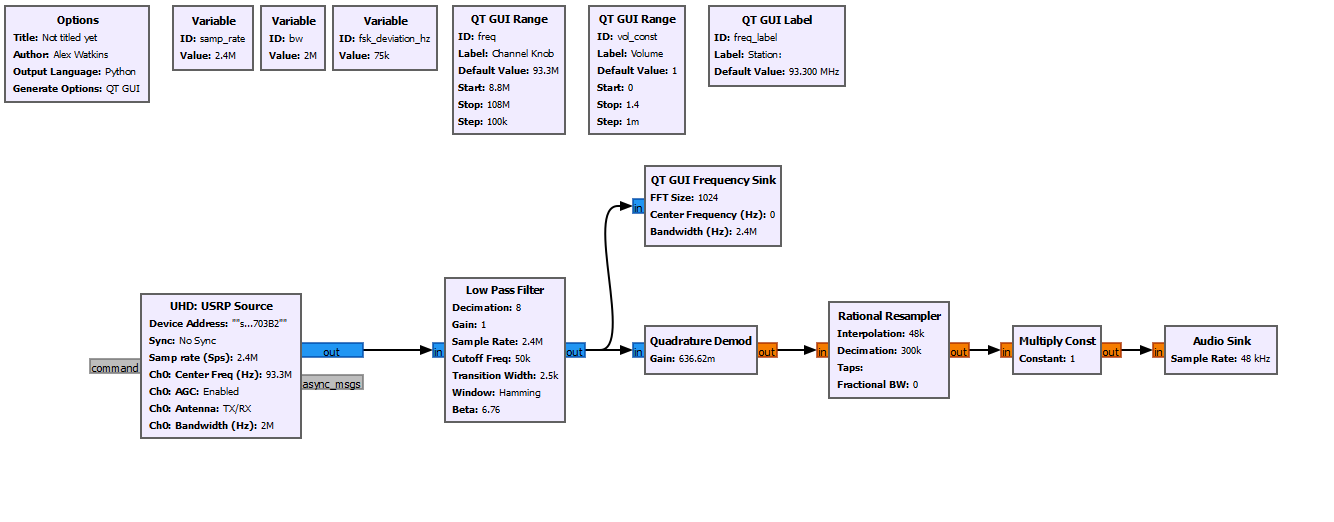 Options
Title: Not titled yet
Author: Alex Watkins
Output Language: Python
Generate Options: QT GUI
Variable
ID: samp_rate
Value: 2.4M
Variable
ID: bw
Value: 2M
Variable
ID: fsk_deviation_hz
Value: 75k
QT GUI Range
ID: freq
Label: Channel Knob
Default Value: 93.3M
Start: 8.8M
Stop: 108M
Step: 100k
QT GUI Range
ID: vol_const
Label: Volume
Default Value: 1
Start: 0
Stop: 1.4
Step: 1m
QT GUI Label
ID: freq_label
Label: Station:
Default Value: 93.300 MHz
QT GUI Frequency Sink
FFT Size: 1024
Center Frequency (Hz): 0
Bandwidth (Hz): 2.4M
in
UHD: USRP Source
Device Address: ""s...703B2""
Sync: No Sync
Samp rate (Sps): 2.4M
Ch0: Center Freq (Hz): 93.3M
Ch0: AGC: Enabled
Ch0: Antenna: TX/RX
Ch0: Bandwidth (Hz): 2M
command
out
async_msgs
Low Pass Filter
Decimation: 8
Gain: 1
Sample Rate: 2.4M
Cutoff Freq: 50k
Transition Width: 2.5k
Window: Hamming
Beta: 6.76
in
out
Quadrature Demod
Gain: 636.62m
in
out
Rational Resampler
Interpolation: 48k
Decimation: 300k
Taps:
Fractional BW: 0
in
out
Multiply Const
Constant: 1
in
out
Audio Sink
Sample Rate: 48 kHz
in